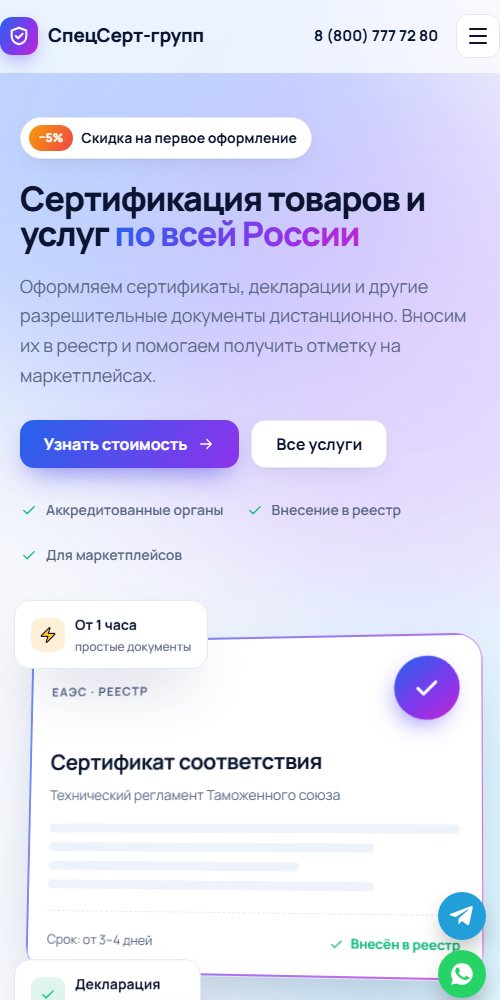 СпецСерт-групп
8 (800) 777 72 80
−5% Скидка на первое оформление
Сертификация товаров и
услуг по всей России
Оформляем сертификаты, декларации и другие
разрешительные документы дистанционно. Вносим
их в реестр и помогаем получить отметку на
маркетплейсах.
Узнать стоимость →
Все услуги
Аккредитованные органы
Внесение в реестр
Для маркетплейсов
От 1 часа
простые документы
ЕАЭС · РЕЕСТР
Сертификат соответствия
Технический регламент Таможенного союза
Срок: от 3–4 дней
Внесён в реестр
Декларация